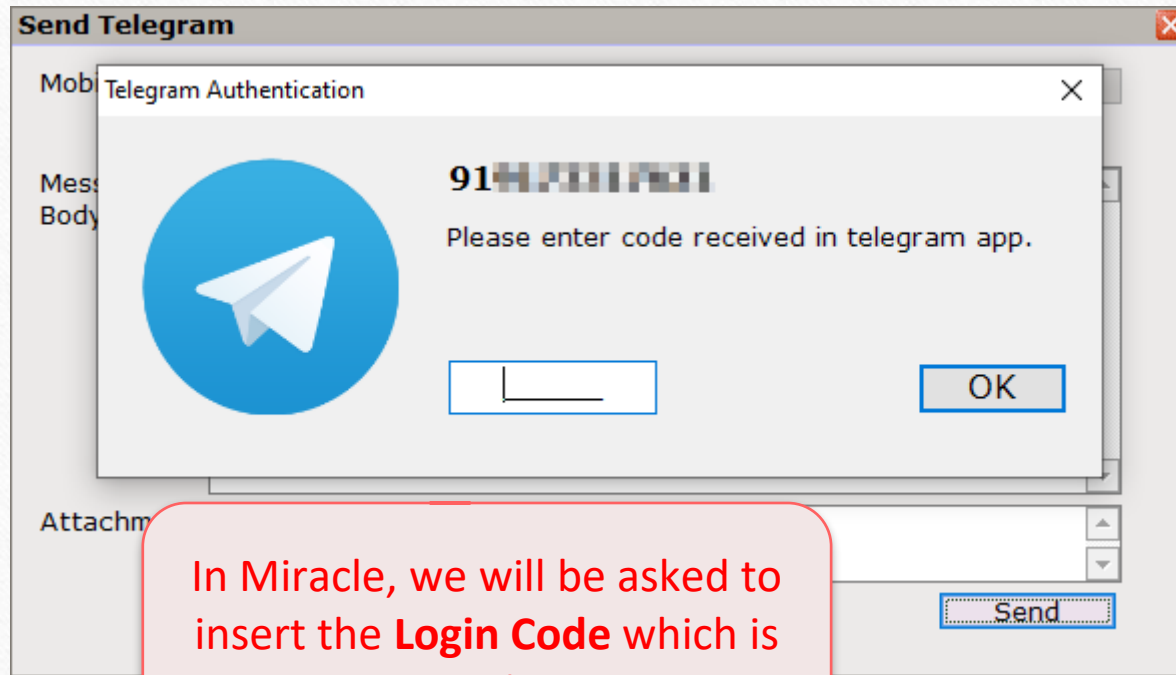 Send Telegram
Mobi
Telegram Authentication
91
Mess
Body
Please enter code received in telegram app.
OK
Attachm
In Miracle, we will be asked to
insert the Login Code which is
Send